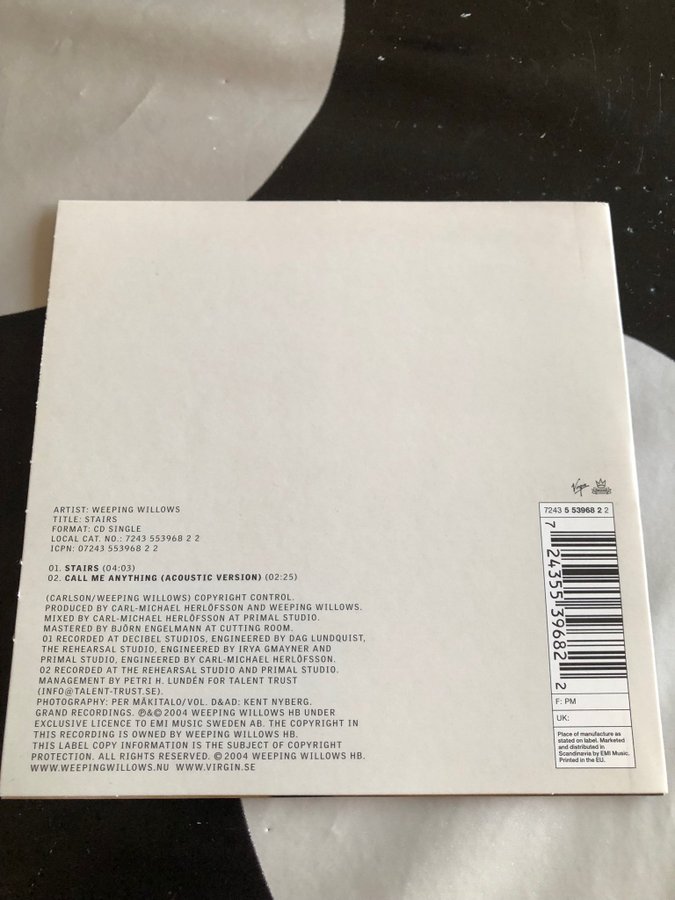 ARTIST: WEEPING WILLOWS
TITLE: STAIRS
FORMAT: CD SINGLE
LOCAL CAT. NO.: 7243 553968 2 2
ICPN: 07243 553968 2 2
01. STAIRS (04:03)
02. CALL ME ANYTHING (ACOUSTIC VERSION) (02:25)
(CARLSON/WEEPING WILLOWS) COPYRIGHT CONTROL.
PRODUCED BY CARL-MICHAEL HERLÖFSSON AND WEEPING WILLOWS.
MIXED BY CARL-MICHAEL HERLÖFSSON AT PRIMAL STUDIO.
MASTERED BY BJÖRN ENGELMANN AT CUTTING ROOM.
01 RECORDED AT DECIBEL STUDIOS, ENGINEERED BY DAG LUNDQUIST,
THE REHEARSAL STUDIO, ENGINEERED BY IRYA GMAYNER AND
PRIMAL STUDIO, ENGINEERED BY CARL-MICHAEL HERLÖFSSON.
02 RECORDED AT THE REHEARSAL STUDIO AND PRIMAL STUDIO.
MANAGEMENT BY PETRI H. LUNDÉN FOR TALENT TRUST
(INFO@TALENT-TRUST.SE).
PHOTOGRAPHY: PER MÄKITALO/VOL. D&AD: KENT NYBERG.
GRAND RECORDINGS. ℗&© 2004 WEEPING WILLOWS HB UNDER
EXCLUSIVE LICENCE TO EMI MUSIC SWEDEN AB. THE COPYRIGHT IN
THIS RECORDING IS OWNED BY WEEPING WILLOWS HB.
THIS LABEL COPY INFORMATION IS THE SUBJECT OF COPYRIGHT
PROTECTION. ALL RIGHTS RESERVED. © 2004 WEEPING WILLOWS HB.
WWW.WEEPINGWILLOWS.NU WWW.VIRGIN.SE
Virgin
7243 5 53968 2 2
7 24355 39682 2
F: PM
UK:
Place of manufacture as
stated on label. Marketed
and distributed in
Scandinavia by EMI Music.
Printed in the EU.